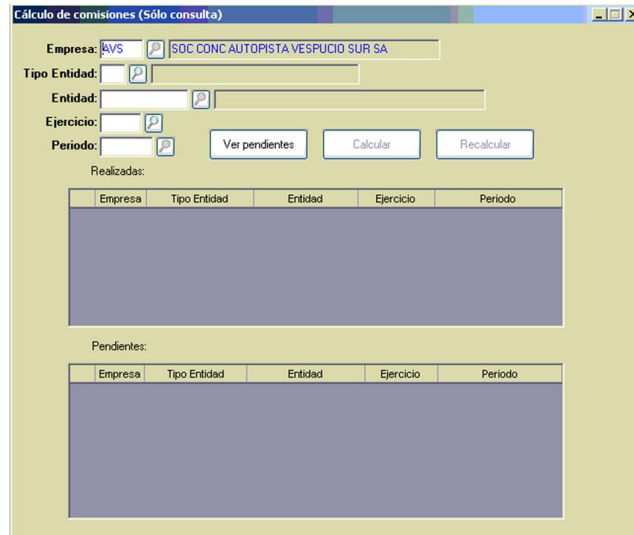 Cálculo de comisiones (Sólo consulta)
Empresa: AVS SOC CONC AUTOPISTA VESPUCIO SUR SA
Tipo Entidad:
Entidad:
Ejercicio:
Periodo: Ver pendientes Calcular Recalcular
Realizadas:
Empresa Tipo Entidad Entidad Ejercicio Periodo
Pendientes:
Empresa Tipo Entidad Entidad Ejercicio Periodo